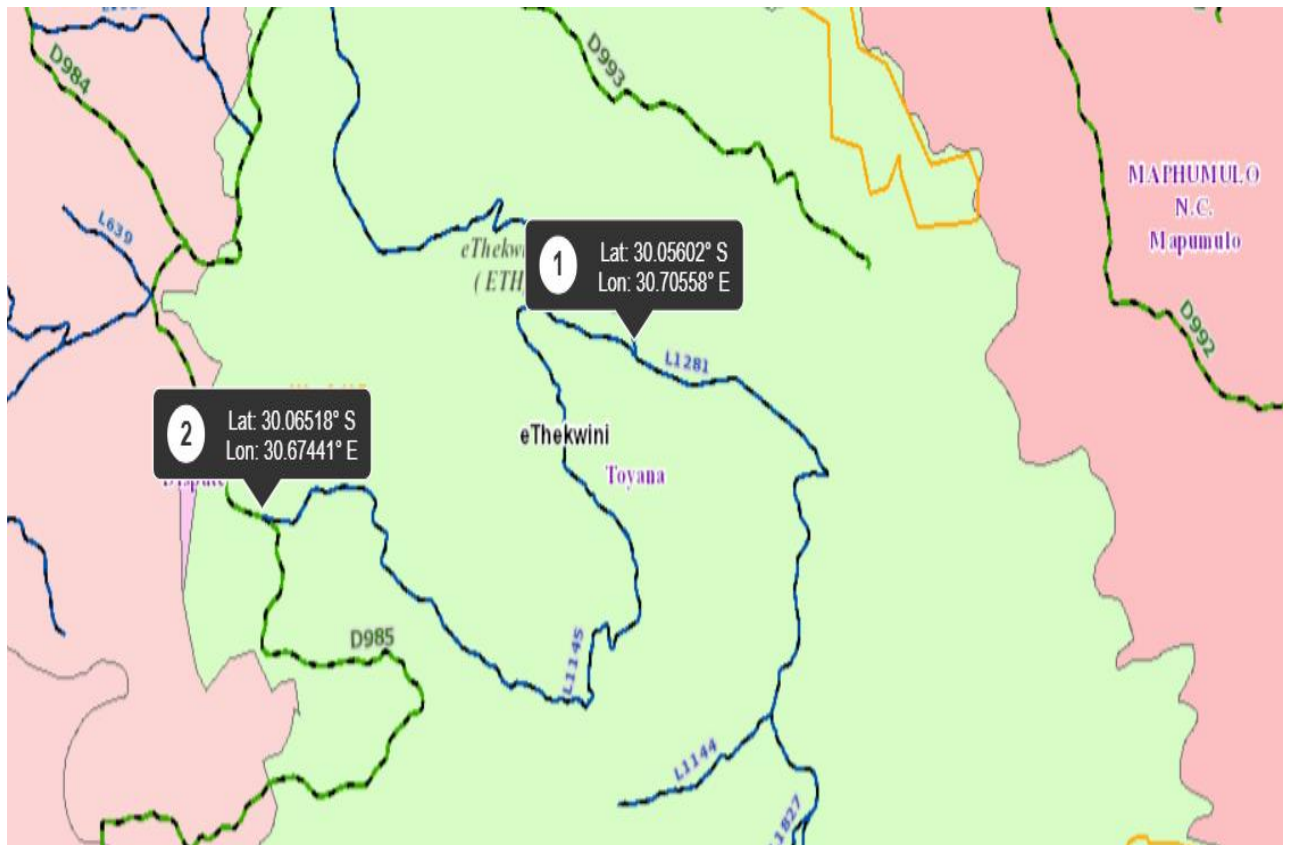 D984
D993
MAPHUMULO
N.C.
Mapumulo
L639
1
Lat: 30.05602° S
Lon: 30.70558° E
( ETH
D992
L1281
2
Lat: 30.06518° S
Lon: 30.67441° E
eThekwini
Toyana
D985
L1145
L1144
L1827